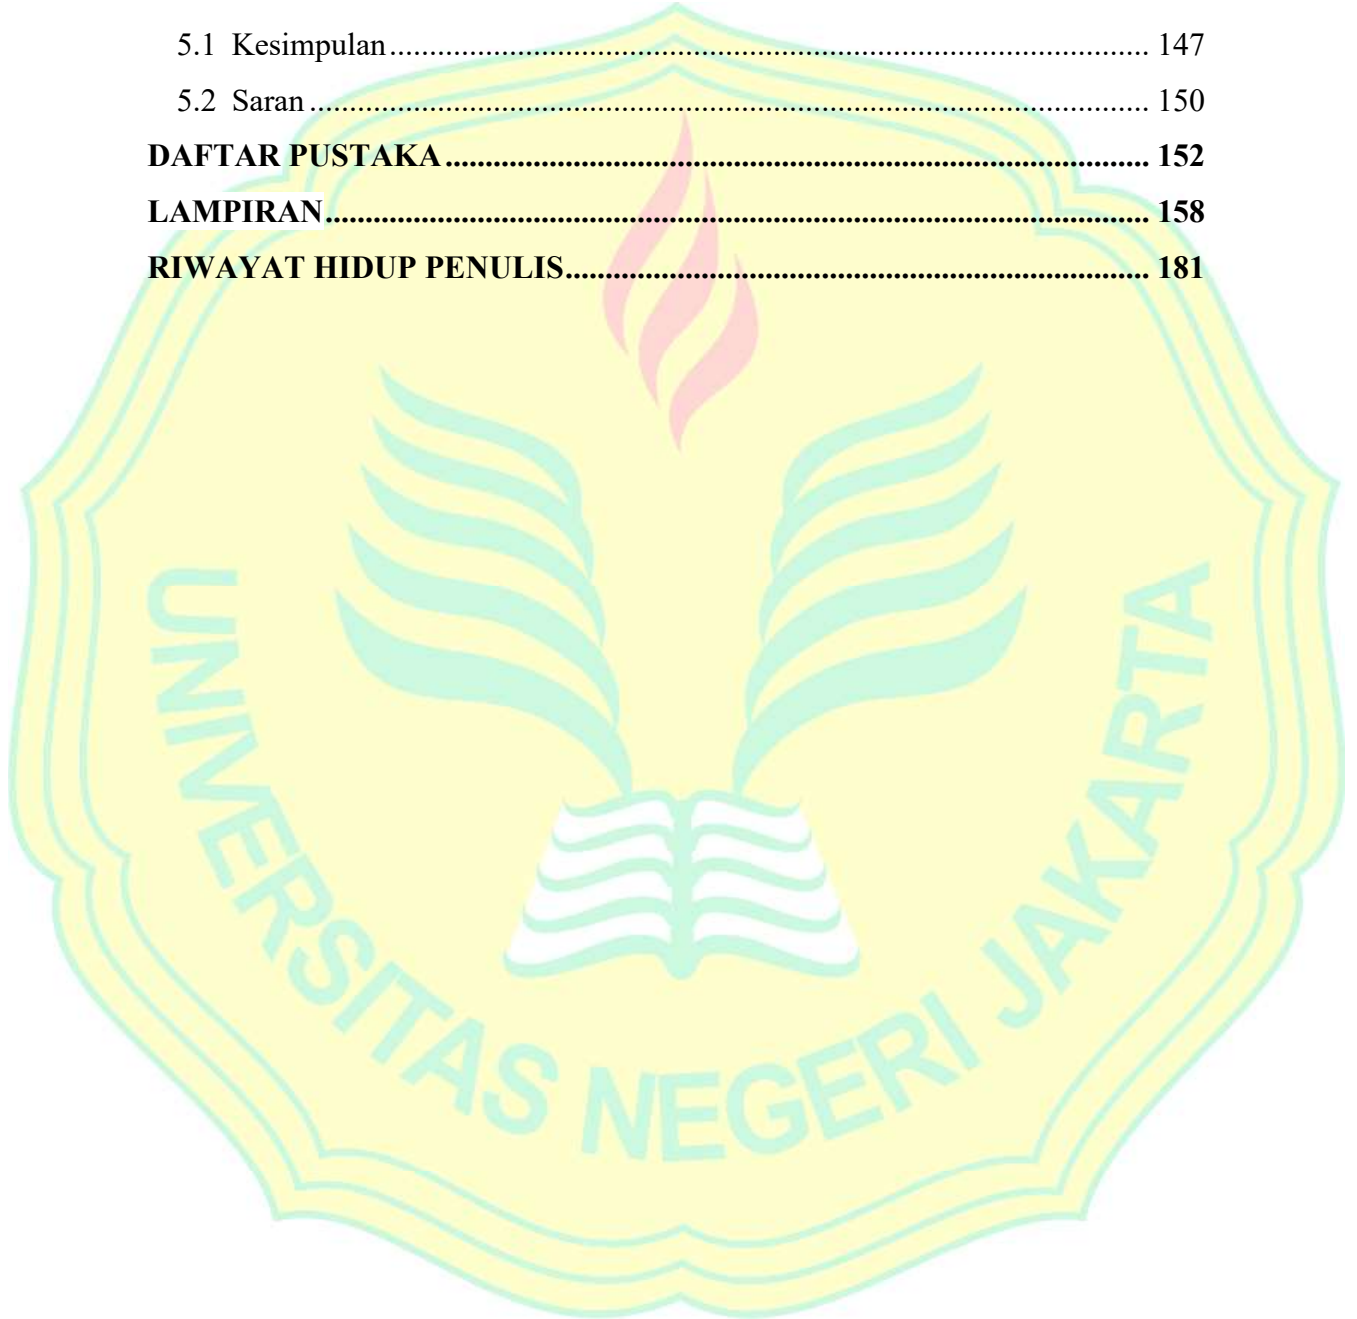 5.1 Kesimpulan.......................................................................................... 147
5.2 Saran.................................................................................................... 150
DAFTAR PUSTAKA................................................................................... 152
LAMPIRAN................................................................................................. 158
RIWAYAT HIDUP PENULIS...................................................................... 181
UNIVERSITAS NEGERI JAKARTA